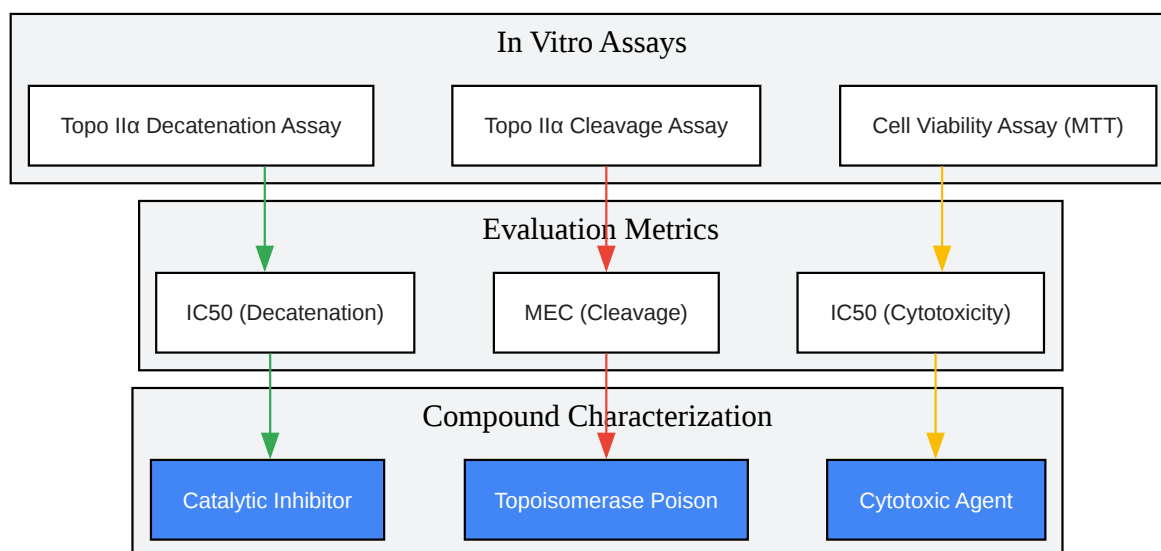 In Vitro Assays
Topo IIα Decatenation Assay
Topo IIα Cleavage Assay
Cell Viability Assay (MTT)
Evaluation Metrics
IC50 (Decatenation)
MEC (Cleavage)
IC50 (Cytotoxicity)
Compound Characterization
Catalytic Inhibitor
Topoisomerase Poison
Cytotoxic Agent